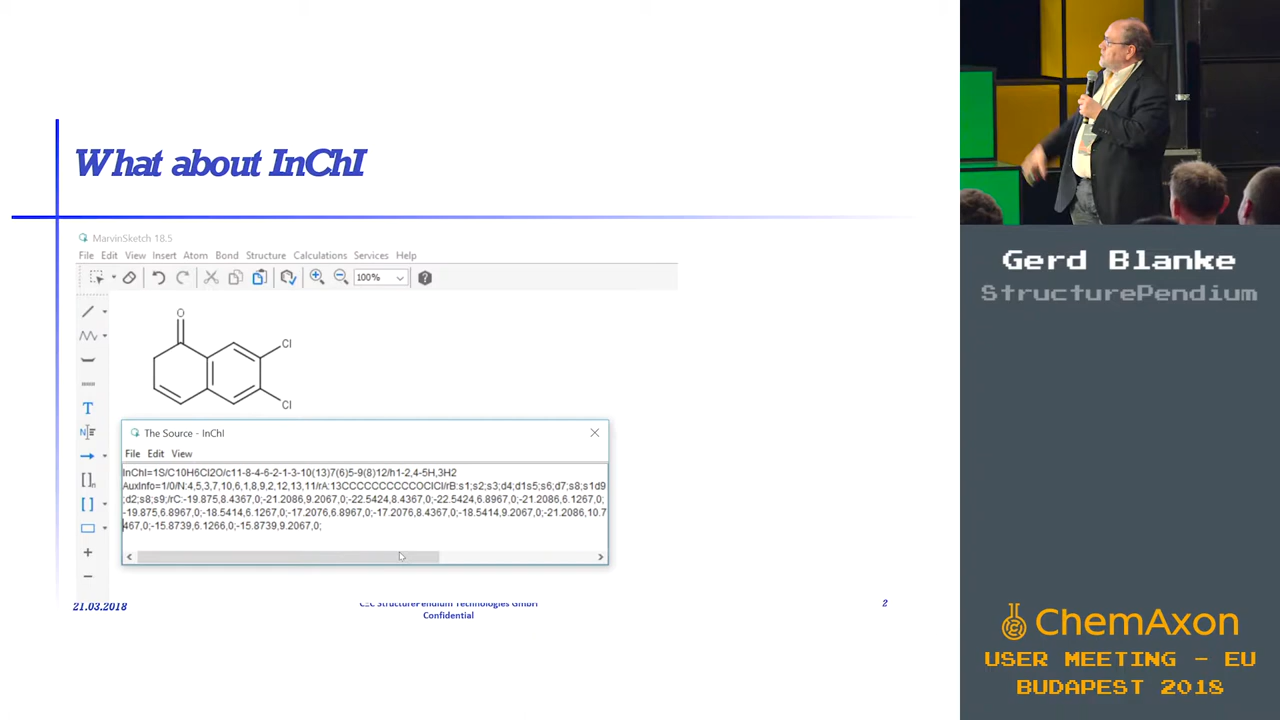 What about InChI
MarvinSketch 18.5
File Edit View Insert Atom Bond Structure Calculations Services Help
100%
O
Cl
Cl
T
N
The Source - InChI
File Edit View
InChI=1S/C10H6Cl2O/c11-8-4-6-2-1-3-10(13)7(6)5-9(8)12/h1-2,4-5H,3H2
AuxInfo=1/0/N:4,5,3,7,10,6,1,8,9,2,12,13,11/rA:13CCCCCCCCCCOClCl/rB:s1;s2;s3;d4;d1s5;s6;d7;s8;s1d9
;d2;s8;s9;/rC:-19.875,8.4367,0;-21.2086,9.2067,0;-22.5424,8.4367,0;-22.5424,6.8967,0;-21.2086,6.1267,0;
-19.875,6.8967,0;-18.5414,6.1267,0;-17.2076,6.8967,0;-17.2076,8.4367,0;-18.5414,9.2067,0;-21.2086,10.7
467,0;-15.8739,6.1266,0;-15.8739,9.2067,0;
21.03.2018
StructurePendium Technologies GmbH
Confidential
2
Gerd Blanke
StructurePendium
ChemAxon
USER MEETING - EU
BUDAPEST 2018